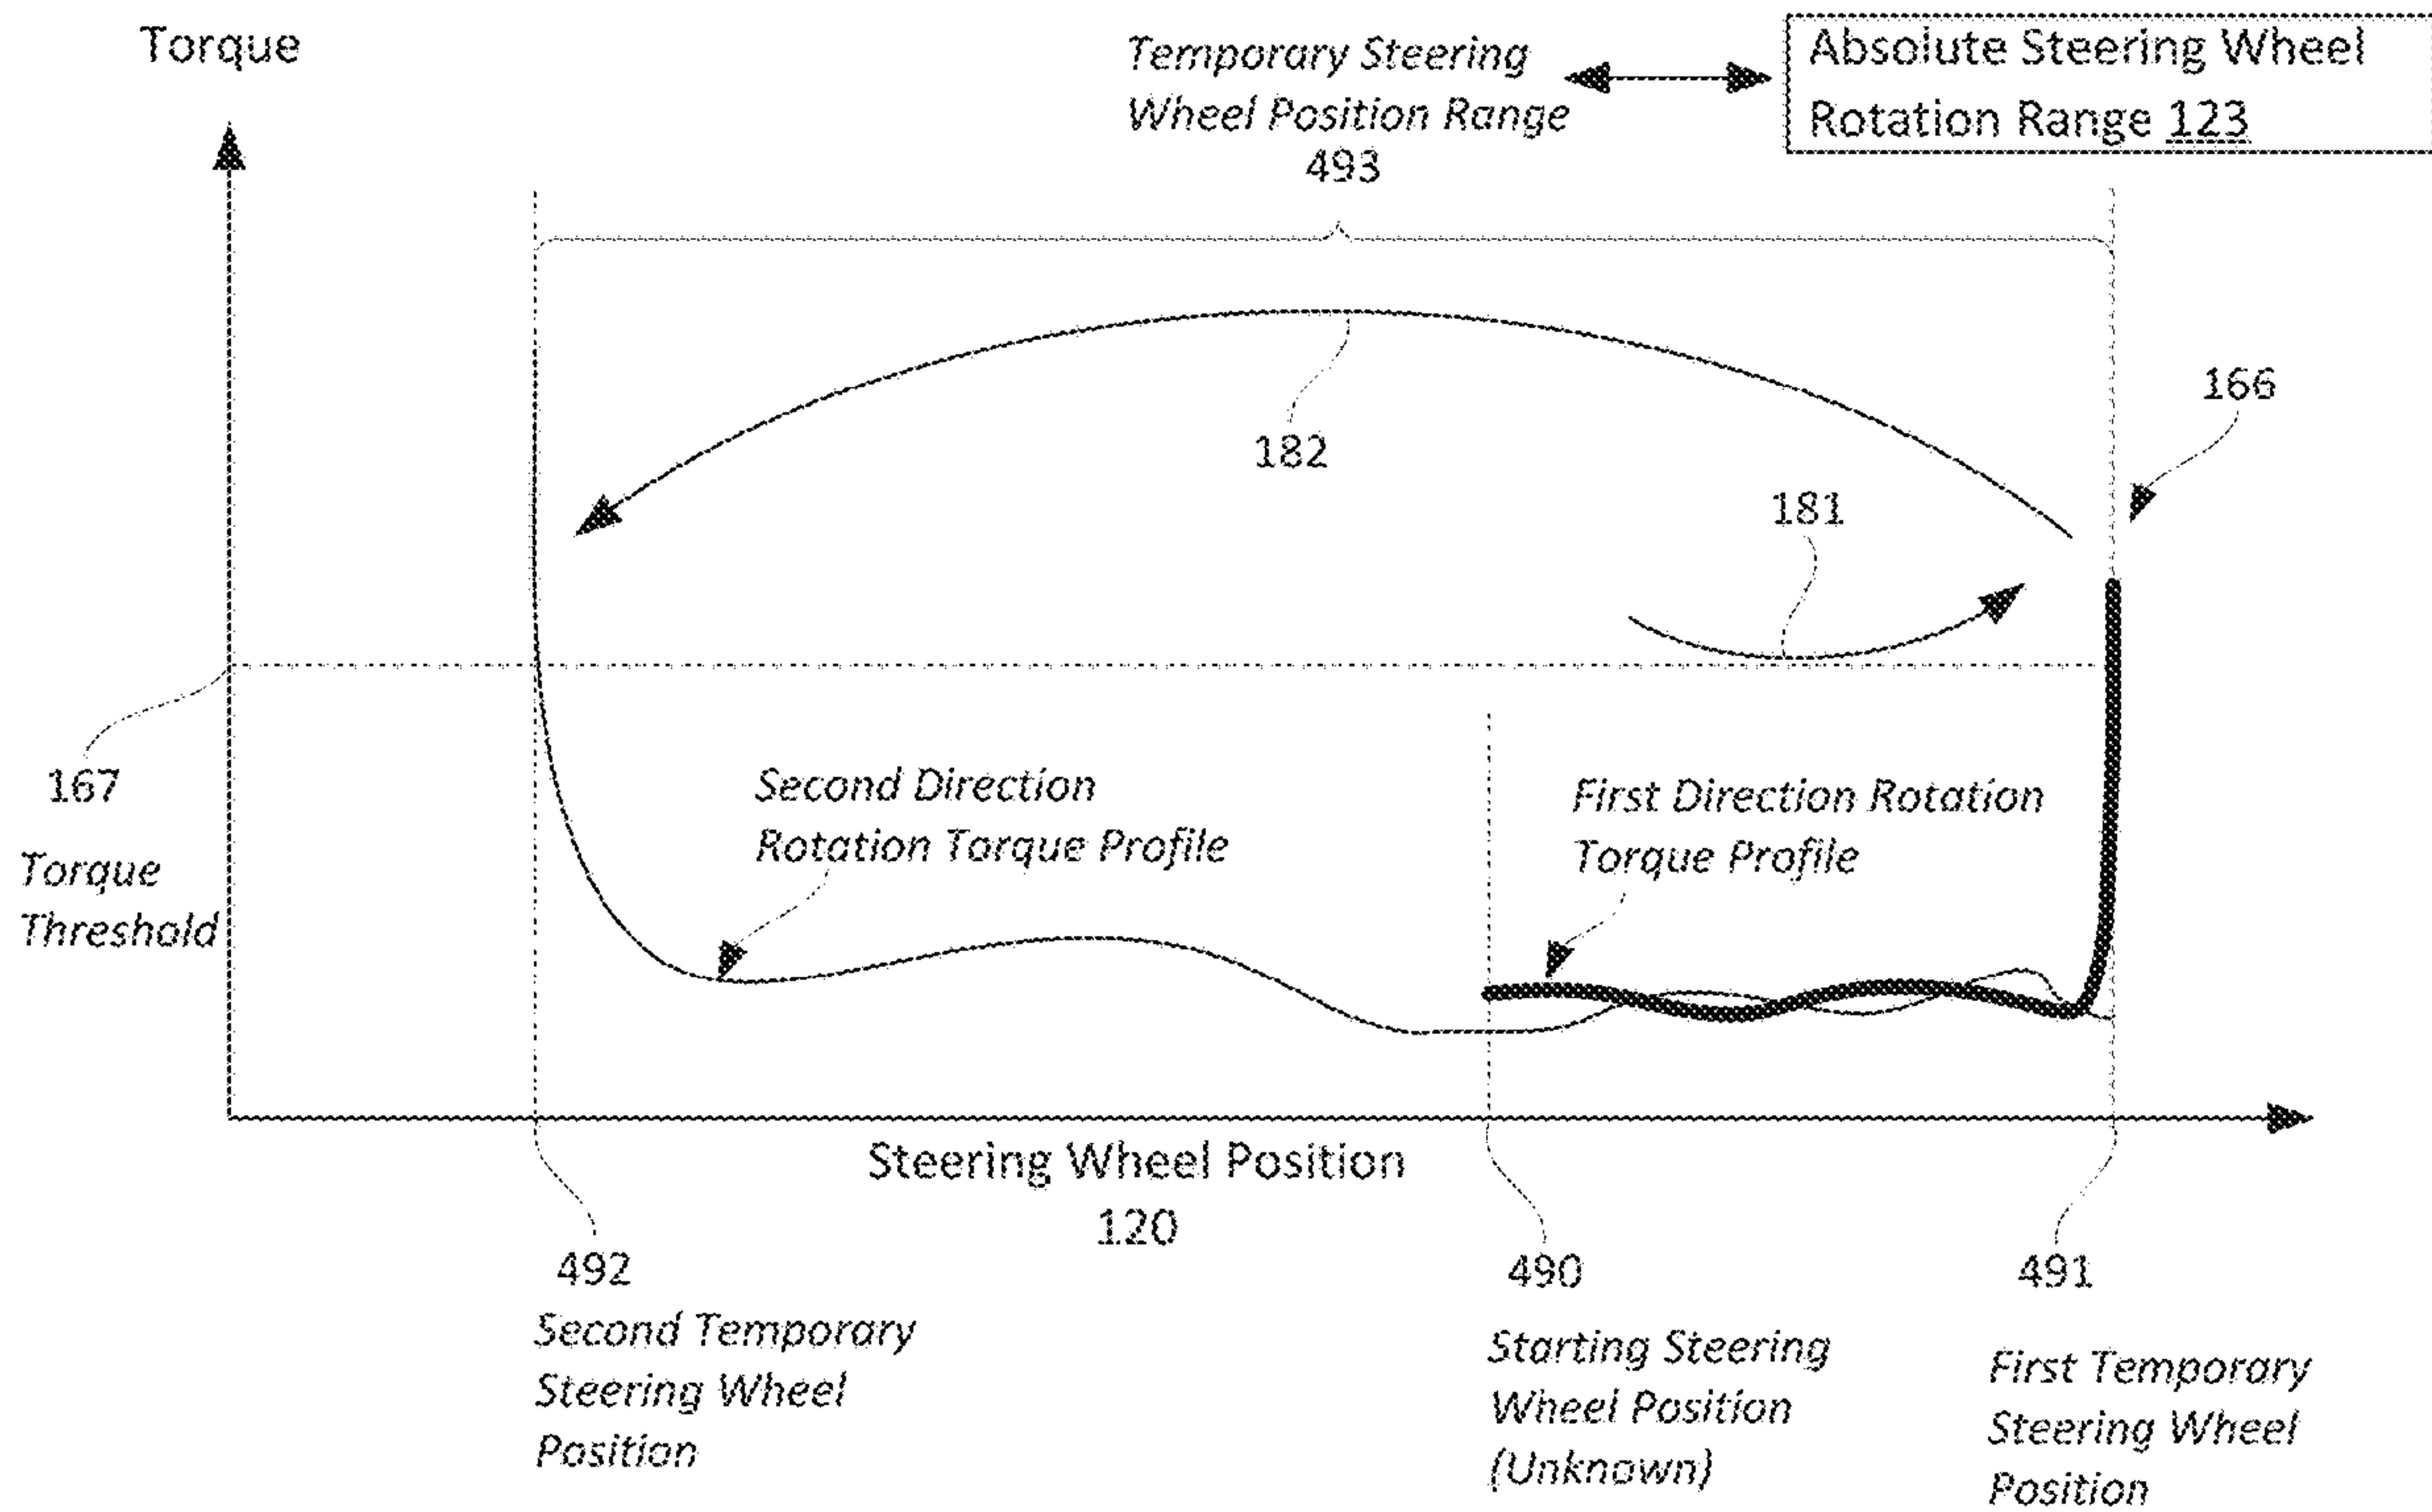 Torque
Temporary Steering
Wheel Position Range
493
Absolute Steering Wheel
Rotation Range 123
182
181
166
167
Torque
Threshold
Second Direction
Rotation Torque Profile
First Direction Rotation
Torque Profile
Steering Wheel Position
120
492
Second Temporary
Steering Wheel
Position
490
Starting Steering
Wheel Position
(Unknown)
491
First Temporary
Steering Wheel
Position